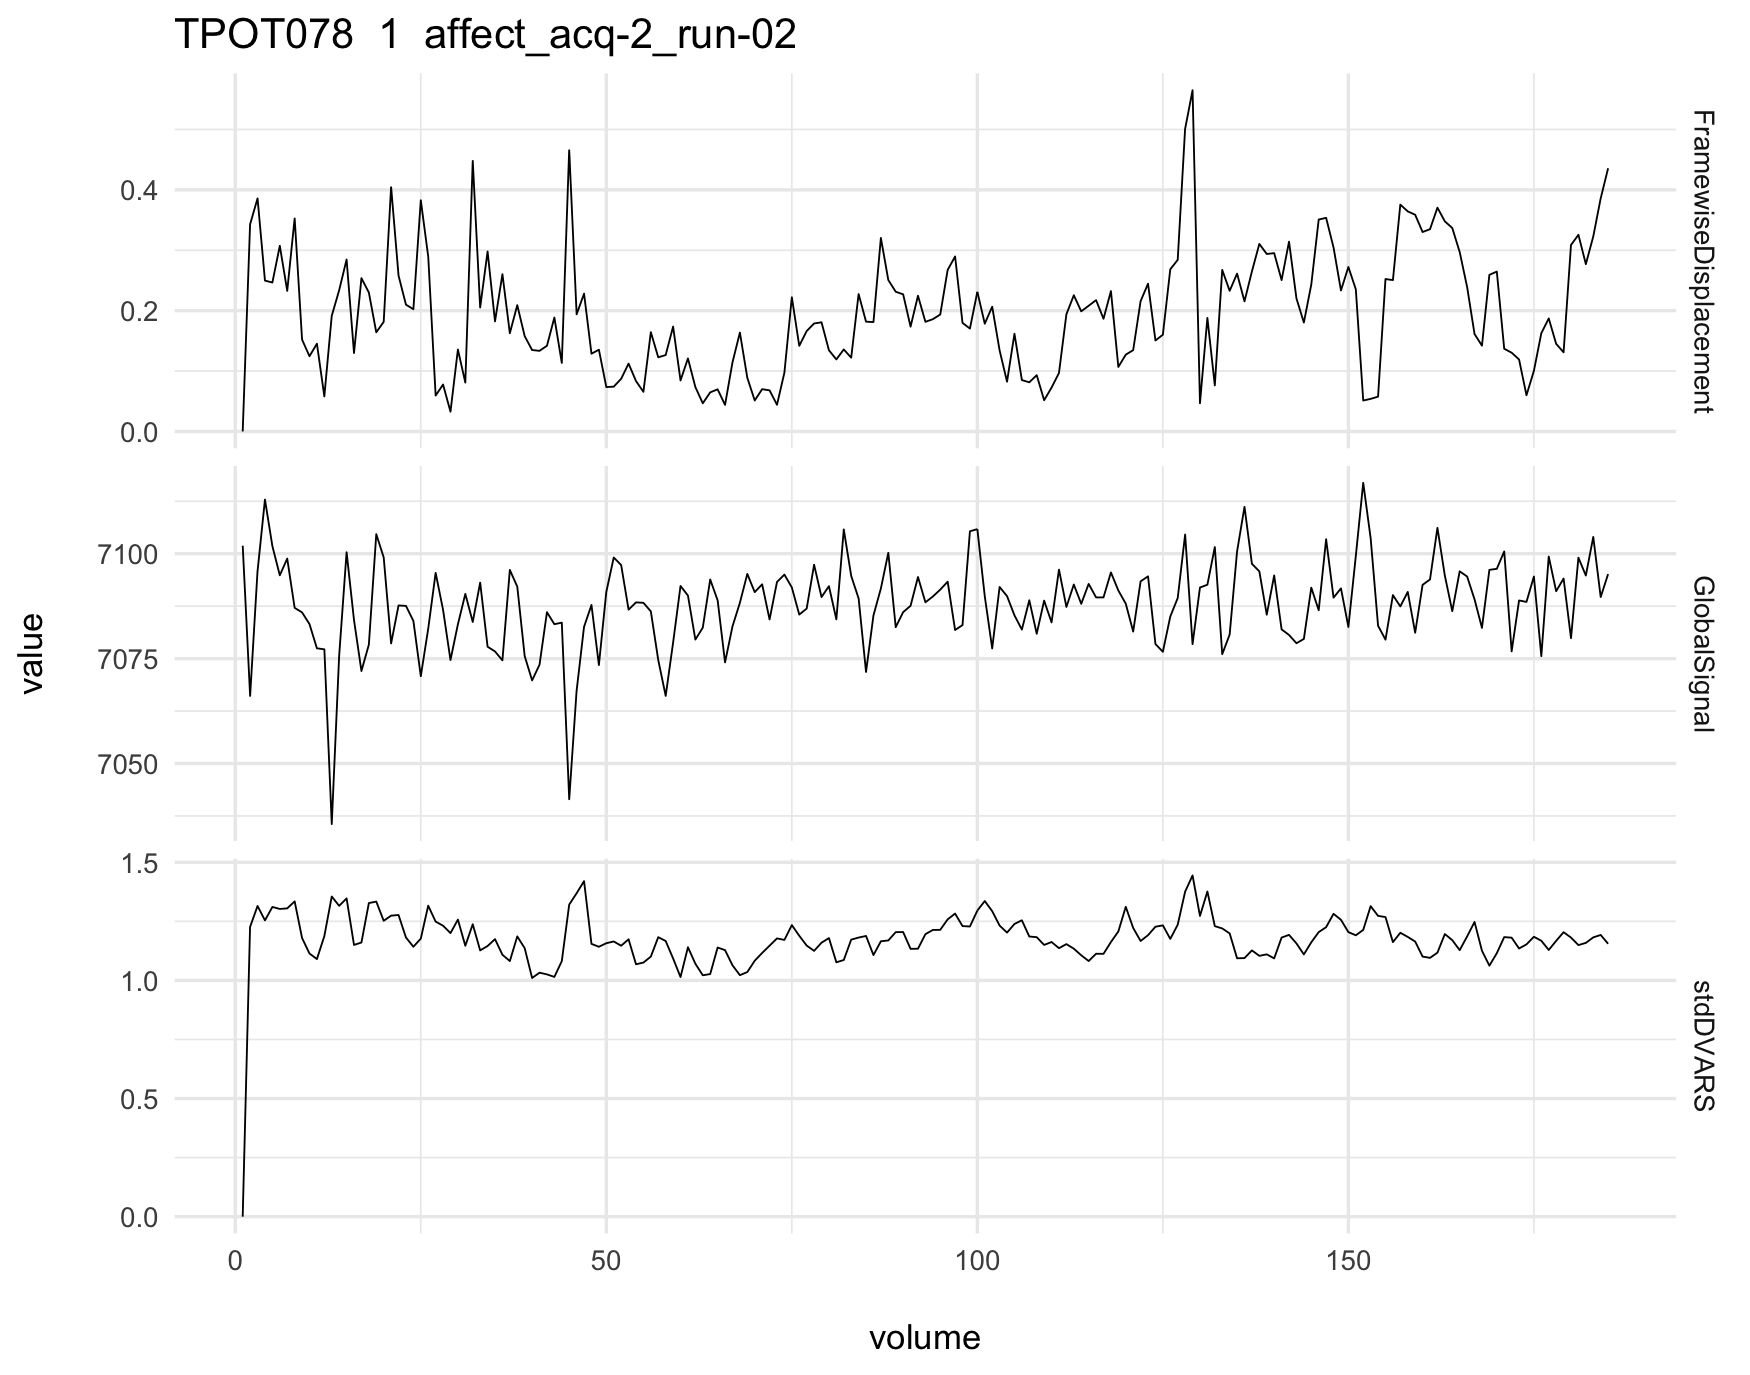 TPOT078  1  affect_acq-2_run-02
value
0.4
0.2
0.0
FramewiseDisplacement
7100
7075
7050
GlobalSignal
1.5
1.0
0.5
0.0
stdDVARS
0 50 100 150
volume